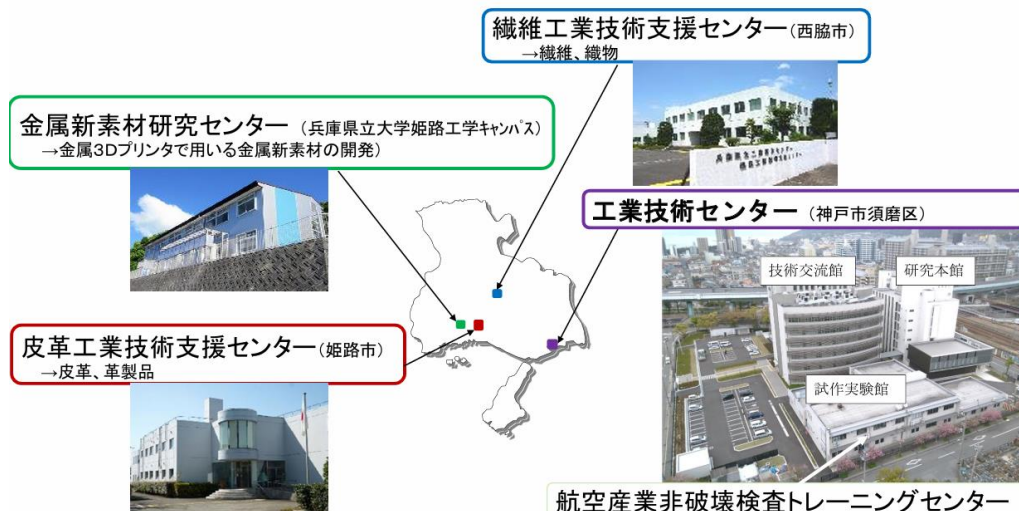 繊維工業技術支援センター(西脇市)
→繊維、織物
金属新素材研究センター (兵庫県立大学姫路工学キャンパス)
→金属3Dプリンタで用いる金属新素材の開発)
工業技術センター (神戸市須磨区)
技術交流館
研究本館
皮革工業技術支援センター(姫路市)
→皮革、革製品
試作実験館
航空産業非破壊検査トレーニングセンター